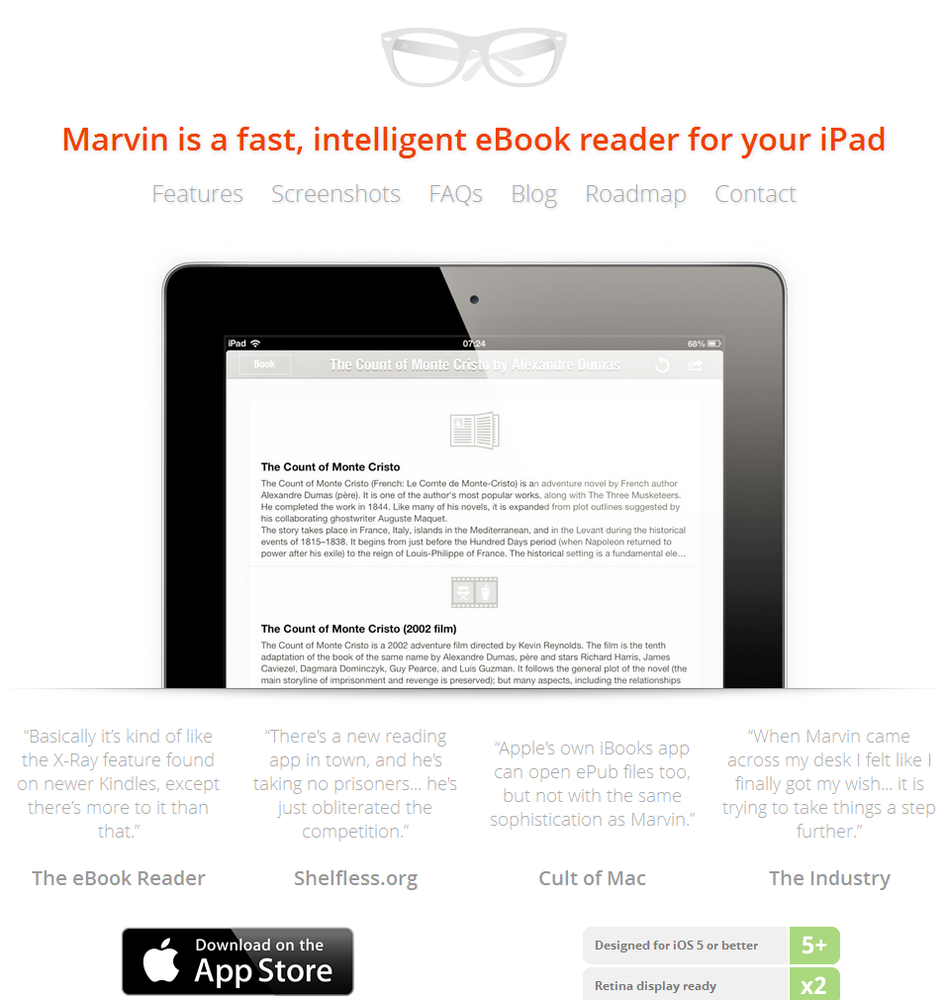 Marvin is a fast, intelligent eBook reader for your iPad
Features Screenshots FAQs Blog Roadmap Contact
iPad 07:24 68%
Book The Count of Monte Cristo by Alexandre Dumas
The Count of Monte Cristo
The Count of Monte Cristo (French: Le Comte de Monte-Cristo) is an adventure novel by French author
Alexandre Dumas (père). It is one of the author's most popular works, along with The Three Musketeers.
He completed the work in 1844. Like many of his novels, it is expanded from plot outlines suggested by
his collaborating ghostwriter Auguste Maquet.
The story takes place in France, Italy, islands in the Mediterranean, and in the Levant during the historical
events of 1815–1838. It begins from just before the Hundred Days period (when Napoleon returned to
power after his exile) to the reign of Louis-Philippe of France. The historical setting is a fundamental ele...
The Count of Monte Cristo (2002 film)
The Count of Monte Cristo is a 2002 adventure film directed by Kevin Reynolds. The film is the tenth
adaptation of the book of the same name by Alexandre Dumas, père and stars Richard Harris, James
Caviezel, Dagmara Dominczyk, Guy Pearce, and Luis Guzman. It follows the general plot of the novel (the
main storyline of imprisonment and revenge is preserved); but many aspects, including the relationships
“Basically it’s kind of like
the X-Ray feature found
on newer Kindles, except
there’s more to it than
that.”
The eBook Reader
“There’s a new reading
app in town, and he's
taking no prisoners... he's
just obliterated the
competition.”
Shelfless.org
“Apple's own iBooks app
can open ePub files too,
but not with the same
sophistication as Marvin.”
Cult of Mac
“When Marvin came
across my desk I felt like I
finally got my wish... it is
trying to take things a step
further.”
The Industry
Download on the
App Store
Designed for iOS 5 or better 5+
Retina display ready x2